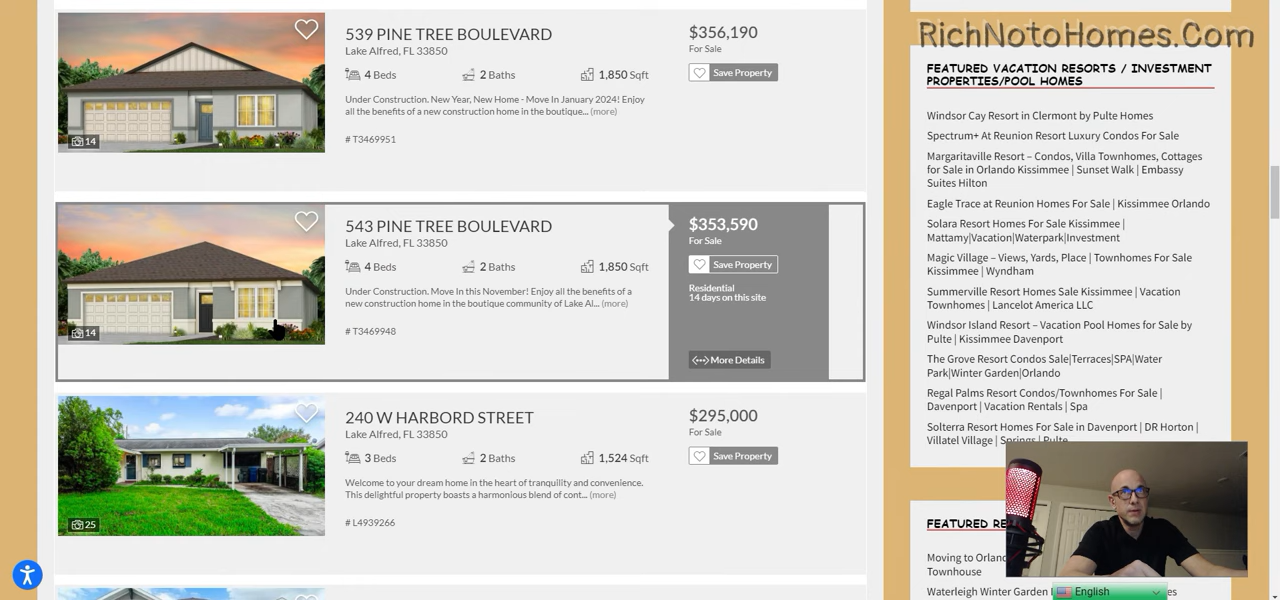 539 PINE TREE BOULEVARD
Lake Alfred, FL 33850
4 Beds 2 Baths 1,850 Sqft
Under Construction. New Year, New Home - Move In January 2024! Enjoy
all the benefits of a new construction home in the boutique... (more)
# T3469951
$356,190
For Sale
Save Property
14
543 PINE TREE BOULEVARD
Lake Alfred, FL 33850
4 Beds 2 Baths 1,850 Sqft
Under Construction. Move In this November! Enjoy all the benefits of a
new construction home in the boutique community of Lake Al... (more)
# T3469948
$353,590
For Sale
Save Property
Residential
14 days on this site
More Details
14
240 W HARBORD STREET
Lake Alfred, FL 33850
3 Beds 2 Baths 1,524 Sqft
Welcome to your dream home in the heart of tranquility and convenience.
This delightful property boasts a harmonious blend of cont... (more)
# L4939266
$295,000
For Sale
Save Property
25
RichNotoHomes.Com
FEATURED VACATION RESORTS / INVESTMENT
PROPERTIES/POOL HOMES
Windsor Cay Resort in Clermont by Pulte Homes
Spectrum+ At Reunion Resort Luxury Condos For Sale
Margaritaville Resort – Condos, Villa Townhomes, Cottages
for Sale in Orlando Kissimmee | Sunset Walk | Embassy
Suites Hilton
Eagle Trace at Reunion Homes For Sale | Kissimmee Orlando
Solara Resort Homes For Sale Kissimmee |
Mattamy|Vacation|Waterpark|Investment
Magic Village – Views, Yards, Place | Townhomes For Sale
Kissimmee | Wyndham
Summerville Resort Homes Sale Kissimmee | Vacation
Townhomes | Lancelot America LLC
Windsor Island Resort – Vacation Pool Homes for Sale by
Pulte | Kissimmee Davenport
The Grove Resort Condos Sale|Terraces|SPA|Water
Park|Winter Garden|Orlando
Regal Palms Resort Condos/Townhomes For Sale |
Davenport | Vacation Rentals | Spa
Solterra Resort Homes For Sale in Davenport | DR Horton |
Villatel Village | Springs | Pulte
FEATURED RE
Moving to Orland
Townhouse
Waterleigh Winter Garden
English